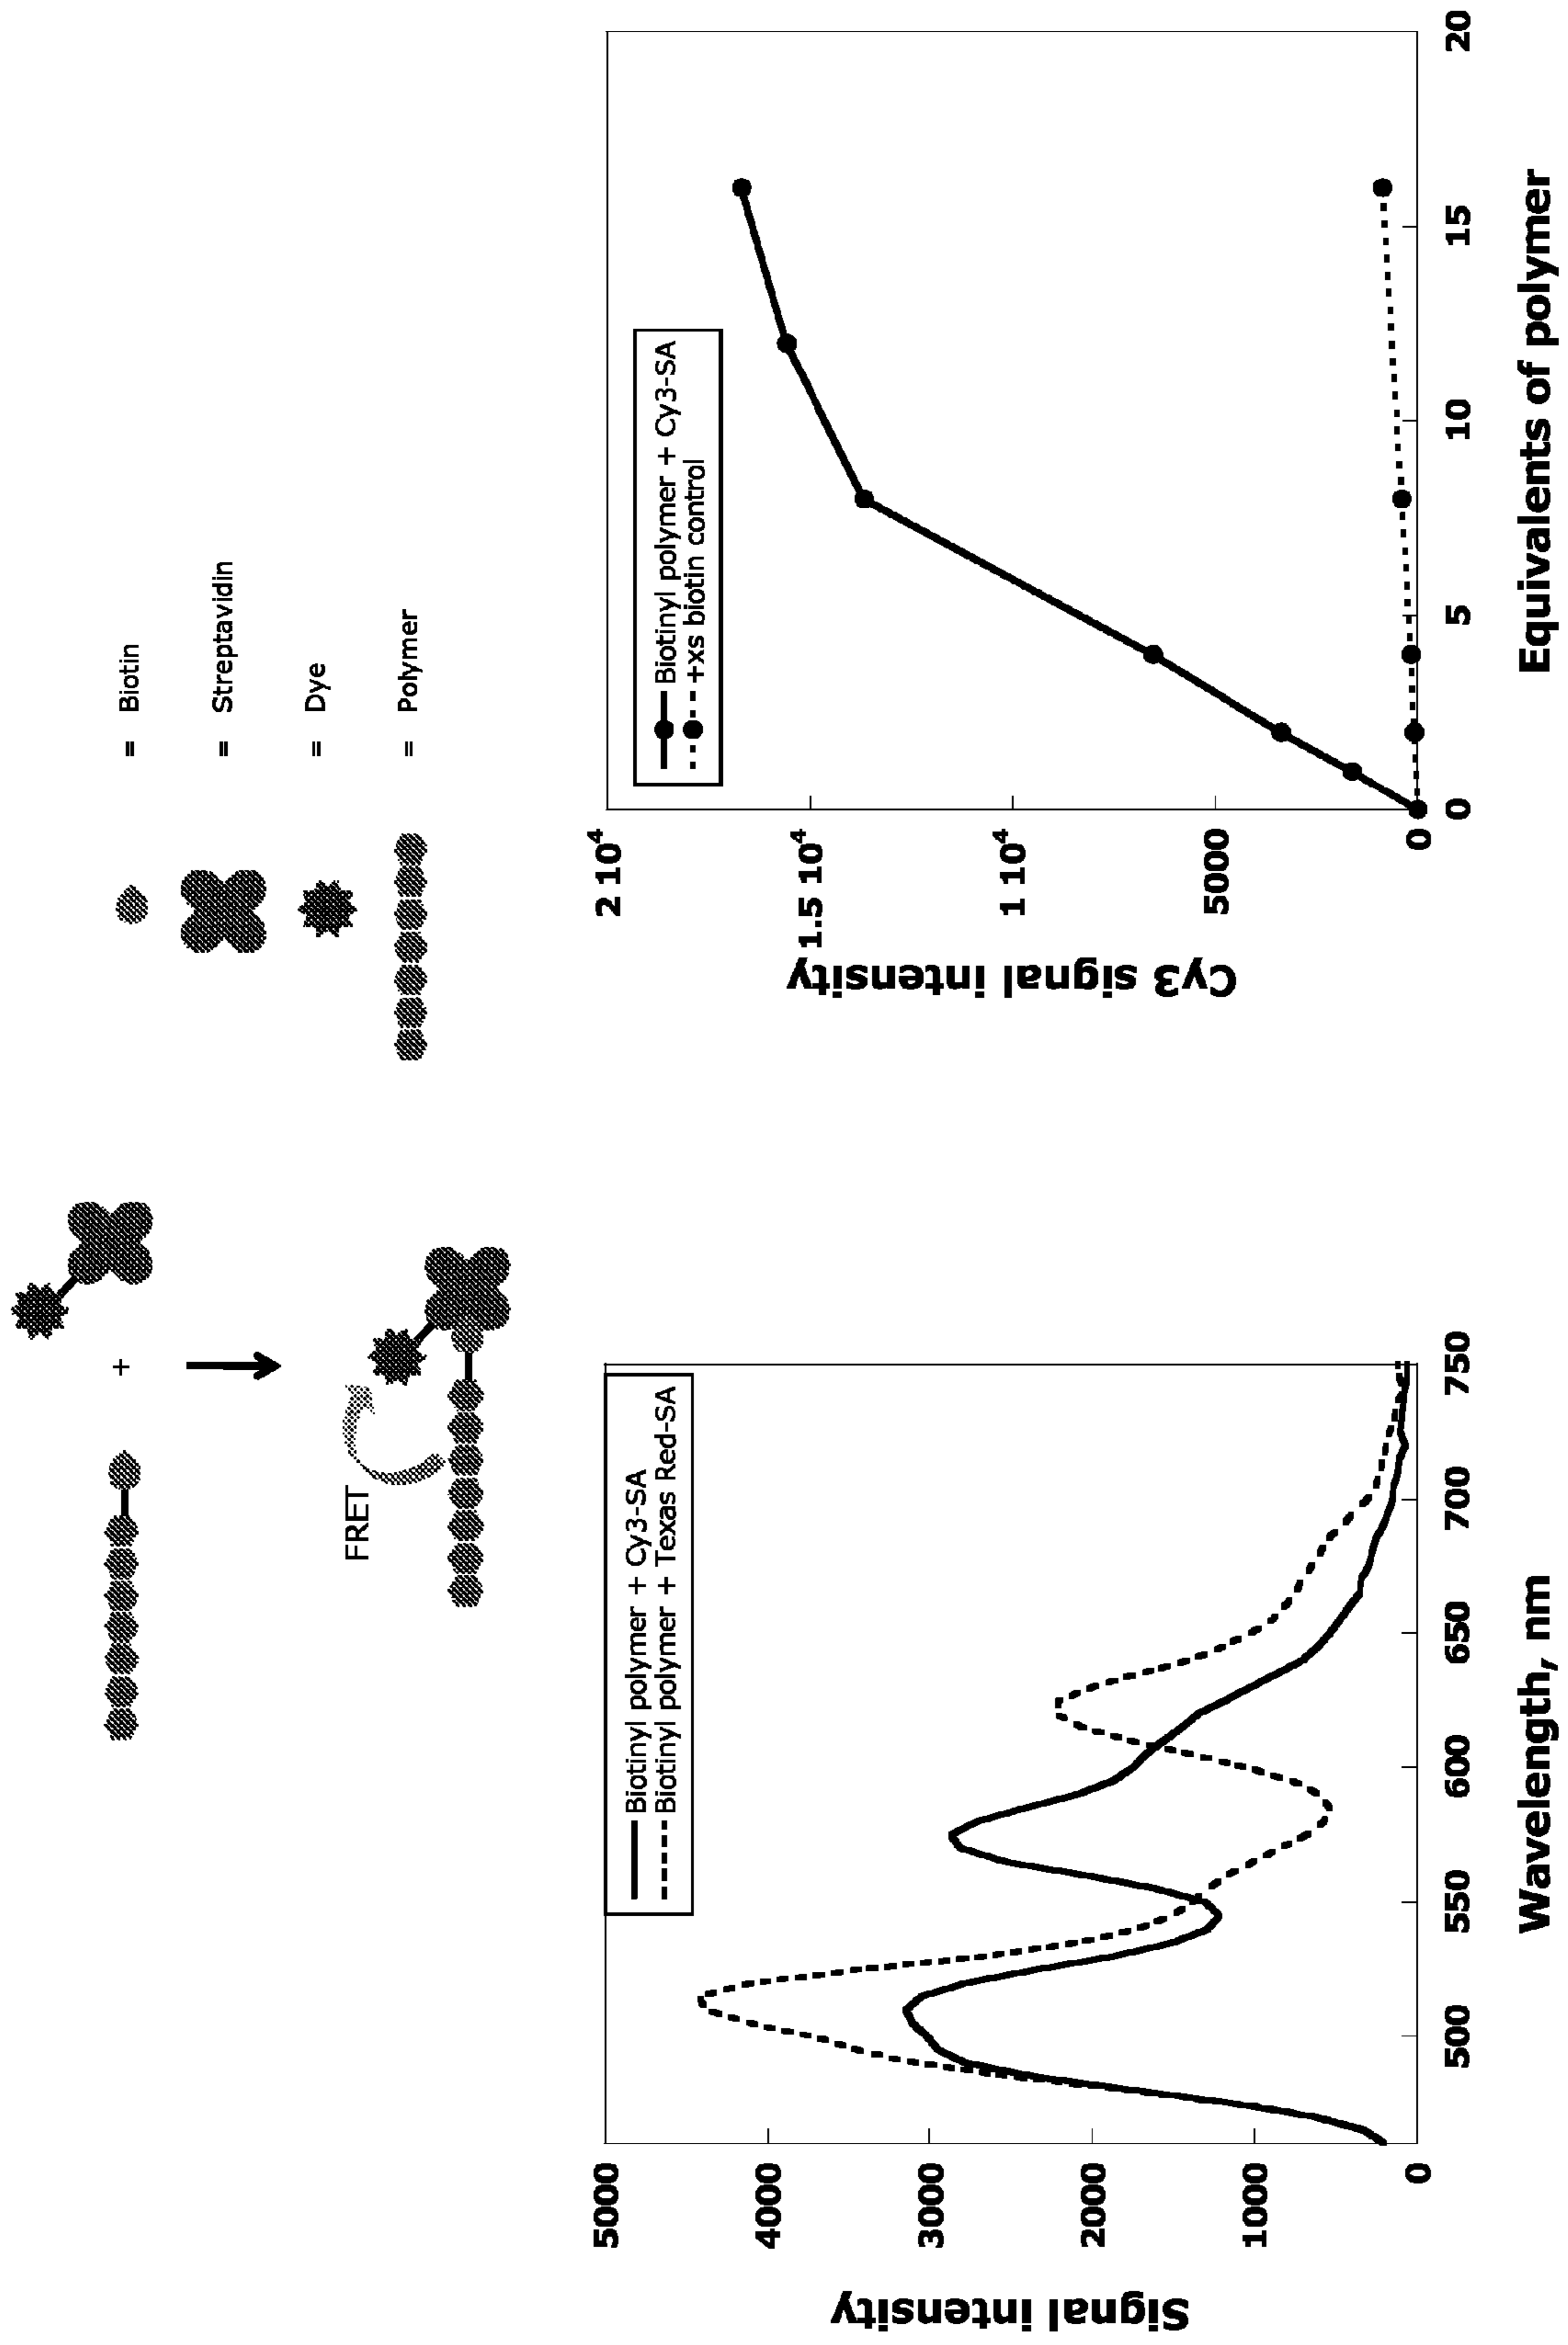 +
FRET
= Biotin
= Streptavidin
= Dye
= Polymer
Signal intensity
5000
4000
3000
2000
1000
0
Biotinyl polymer + Cy3-SA
Biotinyl polymer + Texas Red-SA
500
550
600
650
700
750
Wavelength, nm
Cy3 signal intensity
2 10⁴
1.5 10⁴
1 10⁴
5000
0
Biotinyl polymer + Cy3-SA
+xs biotin control
0
5
10
15
20
Equivalents of polymer